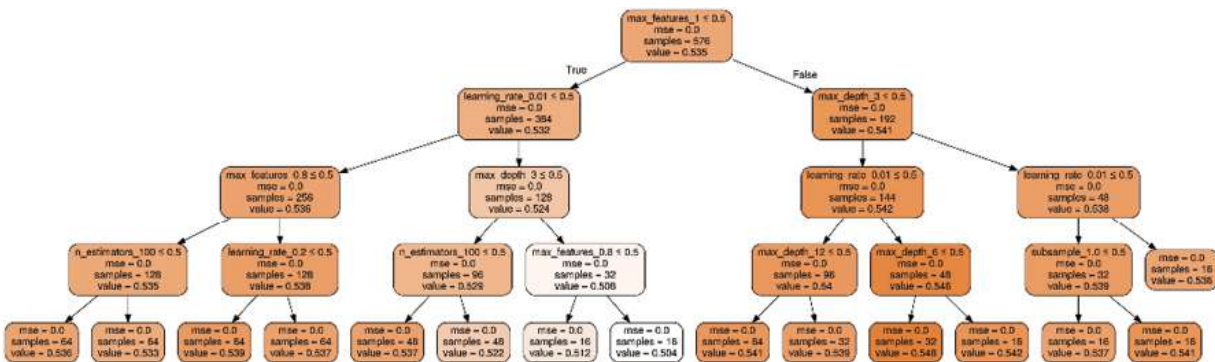 max_features_1 ≤ 0.5
mse = 0.0
samples = 576
value = 0.535
True
False
learning_rate_0.01 ≤ 0.5
mse = 0.0
samples = 384
value = 0.532
max_depth_3 ≤ 0.5
mse = 0.0
samples = 192
value = 0.541
max_features_0.8 ≤ 0.5
mse = 0.0
samples = 256
value = 0.536
max_depth_3 ≤ 0.5
mse = 0.0
samples = 128
value = 0.524
learning_rate_0.01 ≤ 0.5
mse = 0.0
samples = 144
value = 0.542
learning_rate_0.01 ≤ 0.5
mse = 0.0
samples = 48
value = 0.538
n_estimators_100 ≤ 0.5
mse = 0.0
samples = 128
value = 0.535
learning_rate_0.2 ≤ 0.5
mse = 0.0
samples = 128
value = 0.538
n_estimators_100 ≤ 0.5
mse = 0.0
samples = 96
value = 0.529
max_features_0.8 ≤ 0.5
mse = 0.0
samples = 32
value = 0.508
max_depth_12 ≤ 0.5
mse = 0.0
samples = 96
value = 0.54
max_depth_6 ≤ 0.5
mse = 0.0
samples = 48
value = 0.546
subsample_1.0 ≤ 0.5
mse = 0.0
samples = 32
value = 0.539
mse = 0.0
samples = 16
value = 0.536
mse = 0.0
samples = 64
value = 0.536
mse = 0.0
samples = 64
value = 0.533
mse = 0.0
samples = 64
value = 0.539
mse = 0.0
samples = 64
value = 0.537
mse = 0.0
samples = 48
value = 0.537
mse = 0.0
samples = 48
value = 0.522
mse = 0.0
samples = 16
value = 0.512
mse = 0.0
samples = 16
value = 0.504
mse = 0.0
samples = 64
value = 0.541
mse = 0.0
samples = 32
value = 0.539
mse = 0.0
samples = 32
value = 0.548
mse = 0.0
samples = 16
value = 0.542
mse = 0.0
samples = 16
value = 0.537
mse = 0.0
samples = 16
value = 0.541